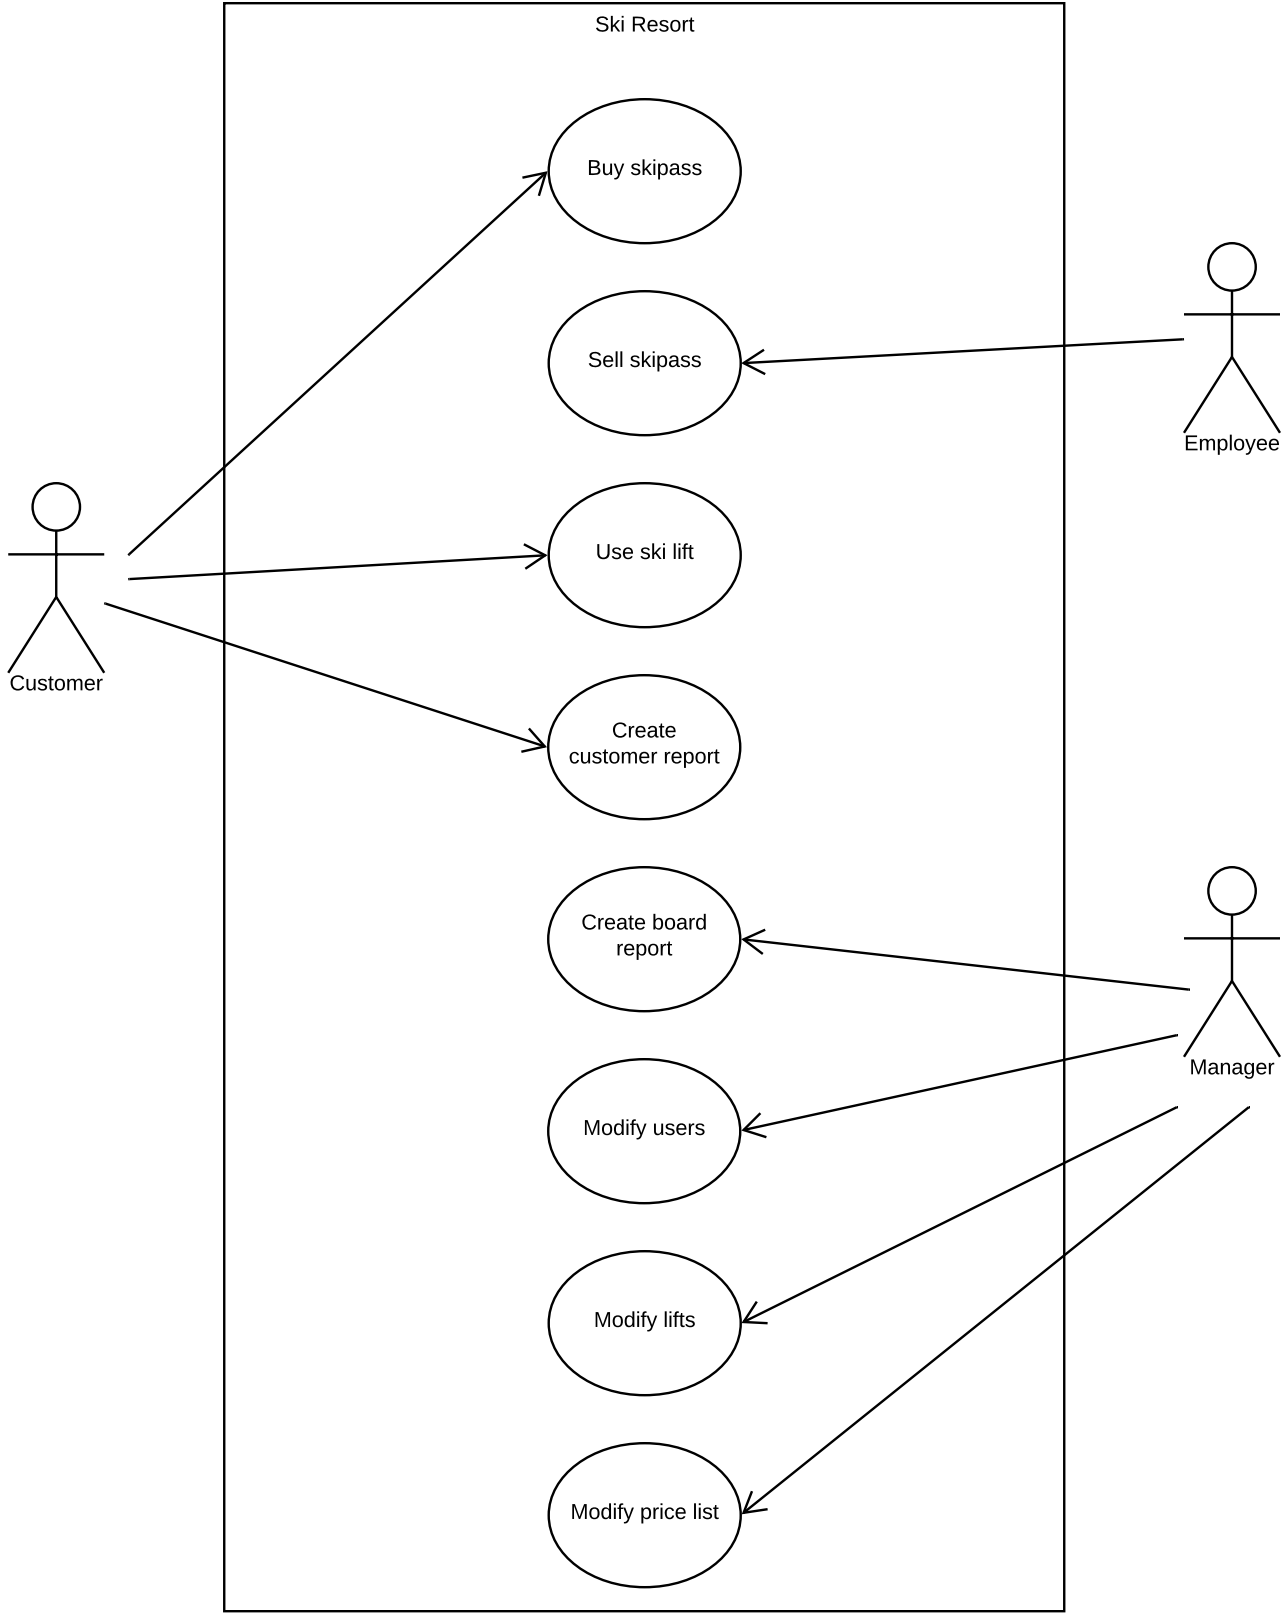 Ski Resort
Buy skipass
Sell skipass
Employee
Use ski lift
Customer
Create
customer report
Create board
report
Manager
Modify users
Modify lifts
Modify price list